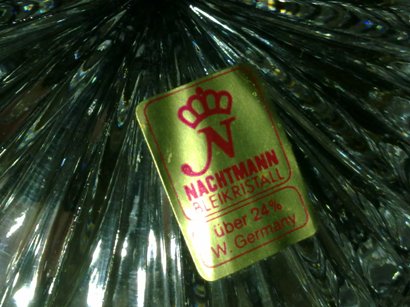 N
NACHTMANN
BLEIKRISTALL
über 24%
W. Germany